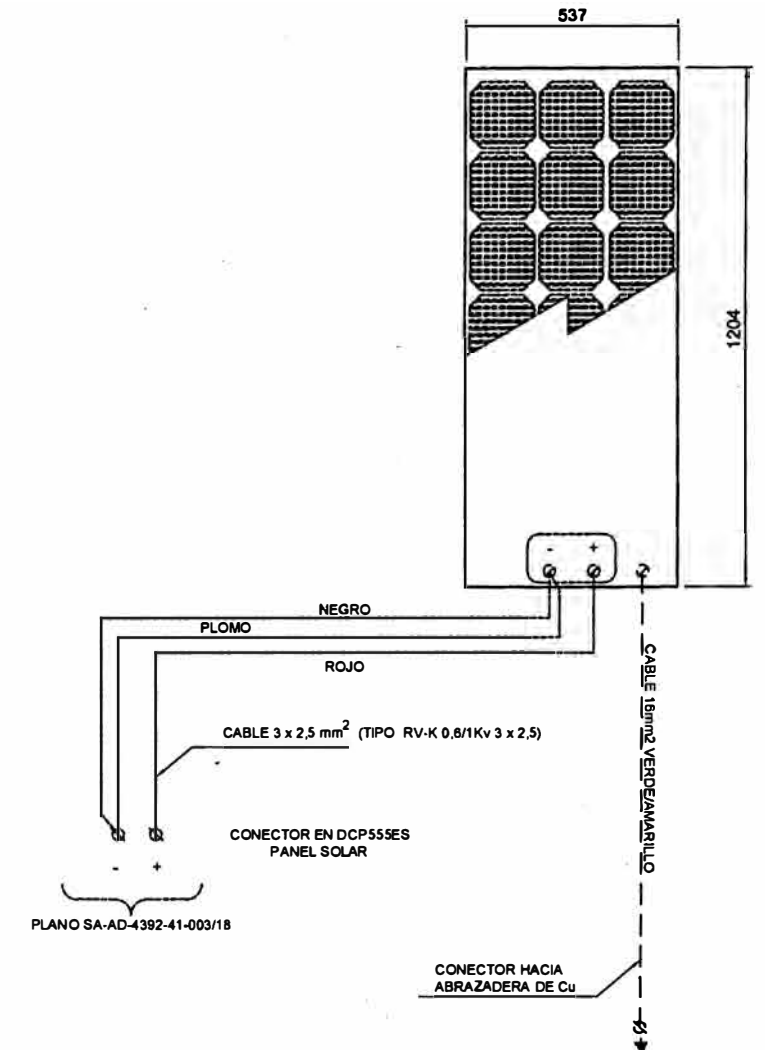 537
1204
- +
NEGRO
PLOMO
ROJO
CABLE 16mm2 VERDE/AMARILLO
CABLE 3 x 2,5 mm² (TIPO RV-K 0,6/1Kv 3 x 2,5)
CONECTOR EN DCP555ES
PANEL SOLAR
- +
PLANO SA-AD-4392-41-003/18
CONECTOR HACIA
ABRAZADERA DE Cu